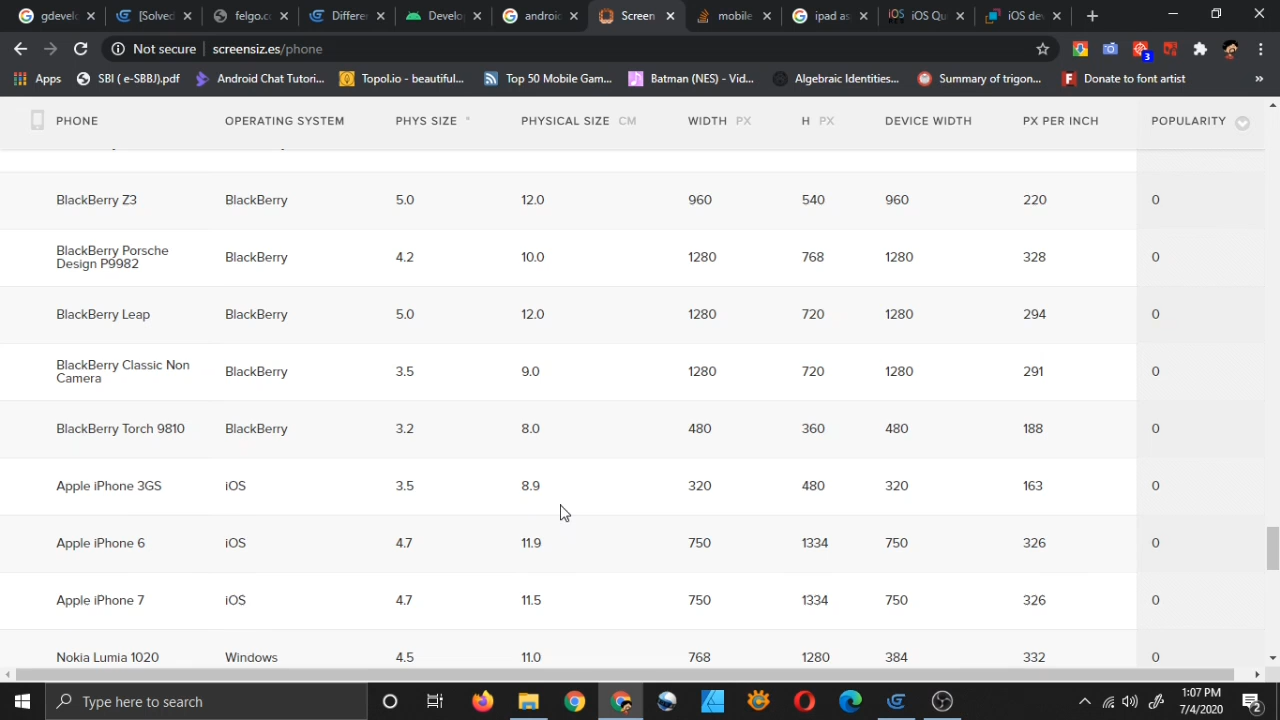 gdevelo
[Solved
felgo.co
Differe
Develo
android
Screen
mobile
ipad as
iOS Qu
iOS de
Not secure
screensiz.es/phone
3
Apps
SBI ( e-SBBJ).pdf
Android Chat Tutori...
Topol.io - beautiful...
Top 50 Mobile Gam...
Batman (NES) - Vid...
Algebraic Identities...
Summary of trigon...
Donate to font artist
»
PHONE OPERATING SYSTEM PHYS SIZE " PHYSICAL SIZE CM WIDTH PX H PX DEVICE WIDTH PX PER INCH POPULARITY
BlackBerry Z3 BlackBerry 5.0 12.0 960 540 960 220 0
BlackBerry Porsche
Design P9982 BlackBerry 4.2 10.0 1280 768 1280 328 0
BlackBerry Leap BlackBerry 5.0 12.0 1280 720 1280 294 0
BlackBerry Classic Non
Camera BlackBerry 3.5 9.0 1280 720 1280 291 0
BlackBerry Torch 9810 BlackBerry 3.2 8.0 480 360 480 188 0
Apple iPhone 3GS iOS 3.5 8.9 320 480 320 163 0
Apple iPhone 6 iOS 4.7 11.9 750 1334 750 326 0
Apple iPhone 7 iOS 4.7 11.5 750 1334 750 326 0
Nokia Lumia 1020 Windows 4.5 11.0 768 1280 384 332 0
Type here to search
1:07 PM
7/4/2020
2